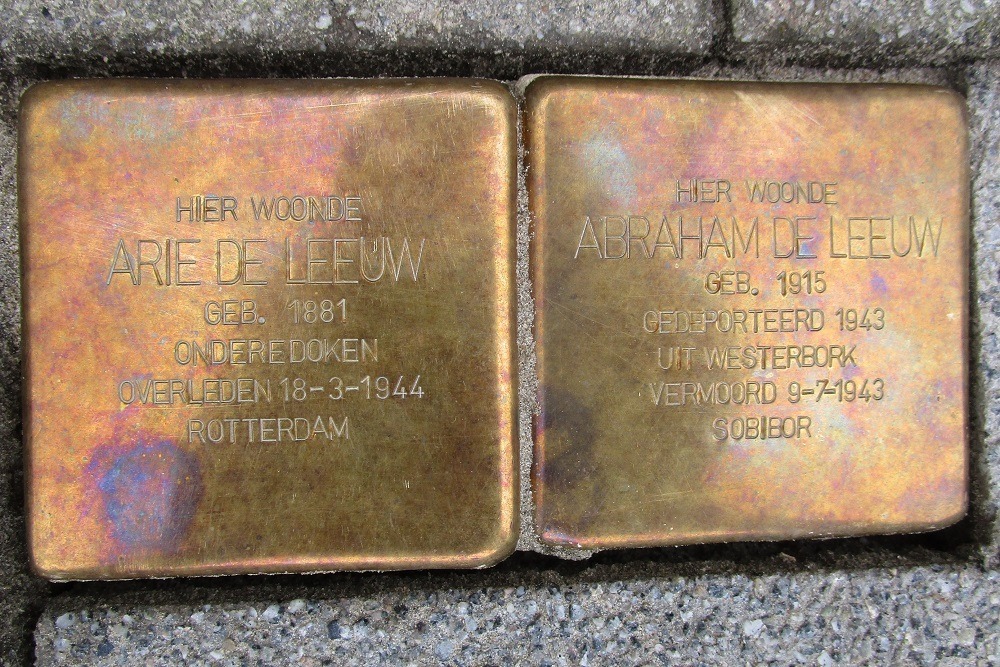 HIER WOONDE
ARIE DE LEEUW
GEB. 1881
ONDEREDOKEN
OVERLEDEN 18-3-1944
ROTTERDAM
HIER WOONDE
ABRAHAM DE LEEUW
GEB. 1915
GEDEPORTEERD 1943
UIT WESTERBORK
VERMOORD 9-7-1943
SOBIBOR